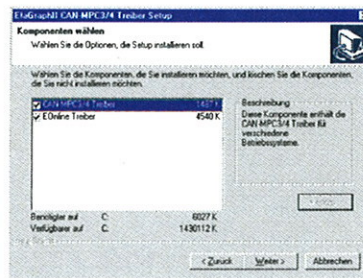 EtaGraphII CAN-MPC3/4 Treiber Setup
Komponenten wählen
Wählen Sie die Optionen, die Setup installieren soll.
Wählen Sie die Komponenten, die Sie installieren möchten, und löschen Sie die Komponenten,
die Sie nicht installieren möchten.
CAN-MPC3/4 Treiber 1487 K
EOnline Treiber 4540 K
Beschreibung
Diese Komponente enthält die
CAN-MPC3/4 Treiber für
verschiedene
Betriebssysteme.
Benötigter auf C: 6027 K
Verfügbarer auf C: 1430112 K
< Zurück Weiter > Abbrechen